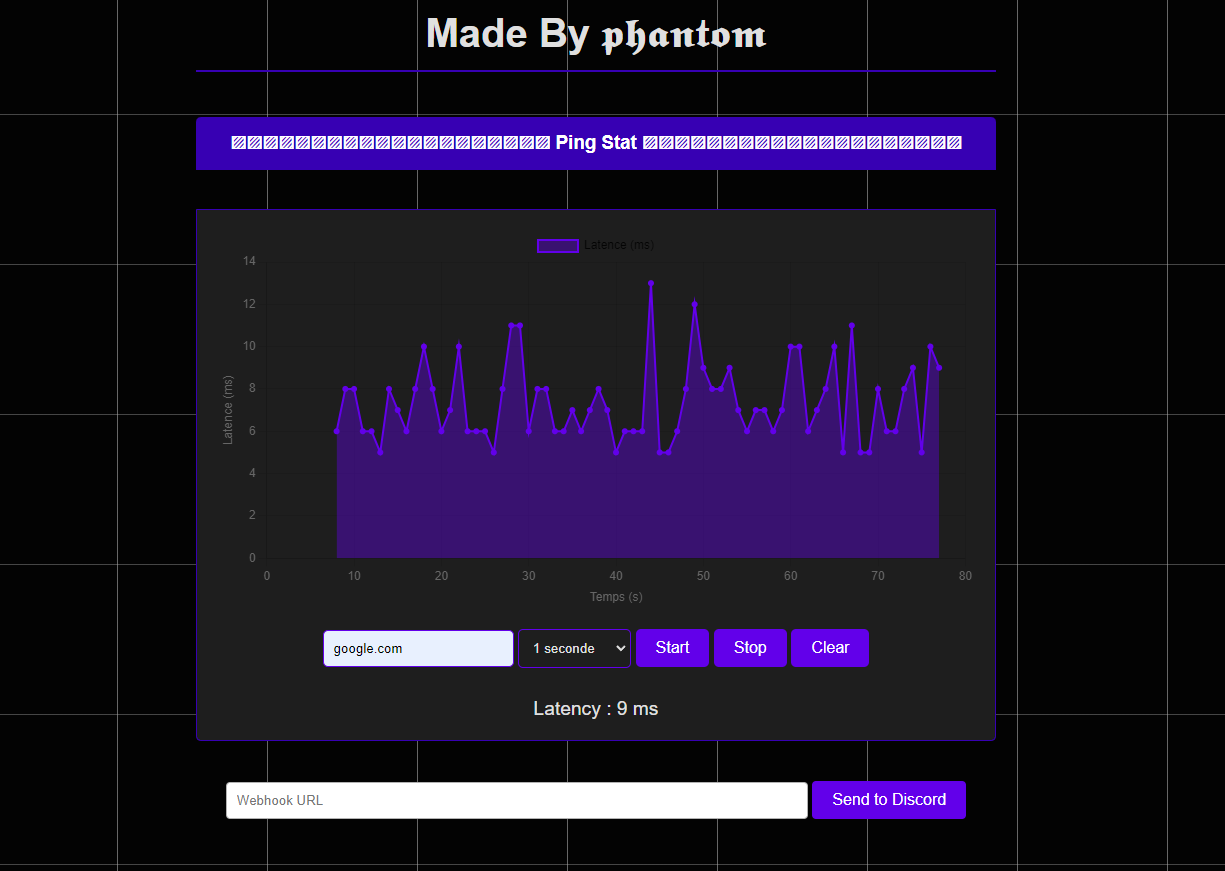 Made By 𝖕𝖍𝖆𝖓𝖙𝖔𝖒
▨▨▨▨▨▨▨▨▨▨▨▨▨▨▨▨▨▨▨▨ Ping Stat ▨▨▨▨▨▨▨▨▨▨▨▨▨▨▨▨▨▨▨▨
Latence (ms)
14
12
10
8
6
4
2
0
Latence (ms)
0 10 20 30 40 50 60 70 80
Temps (s)
google.com 1 seconde Start Stop Clear
Latency : 9 ms
Webhook URL Send to Discord